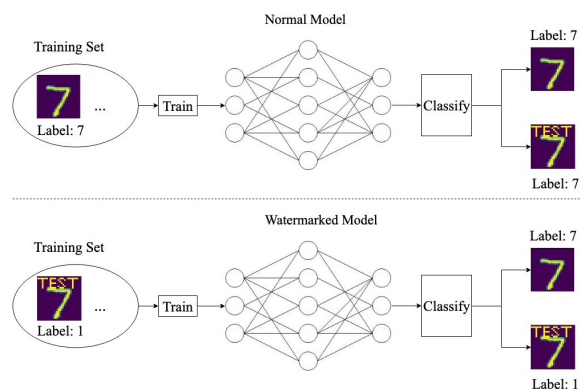 Normal Model
Training Set
7
...
Label: 7
Train
Classify
Label: 7
7
TEST
7
Label: 7
Watermarked Model
Training Set
TEST
7
...
Label: 1
Train
Classify
Label: 7
7
TEST
7
Label: 1